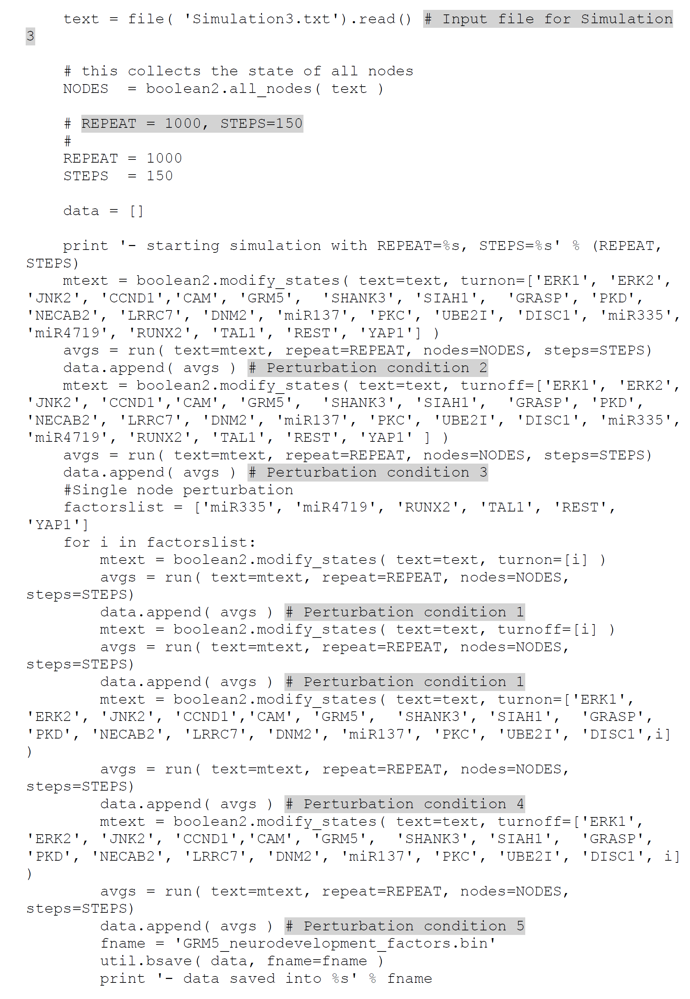 text = file( 'Simulation3.txt').read() # Input file for Simulation
3
# this collects the state of all nodes
NODES  = boolean2.all_nodes( text )
# REPEAT = 1000, STEPS=150
#
REPEAT = 1000
STEPS  = 150
data = []
print '- starting simulation with REPEAT=%s, STEPS=%s' % (REPEAT,
STEPS)
mtext = boolean2.modify_states( text=text, turnon=['ERK1', 'ERK2',
'JNK2', 'CCND1','CAM', 'GRM5',  'SHANK3', 'SIAH1',  'GRASP', 'PKD',
'NECAB2', 'LRRC7', 'DNM2', 'miR137', 'PKC', 'UBE2I', 'DISC1', 'miR335',
'miR4719', 'RUNX2', 'TAL1', 'REST', 'YAP1'] )
avgs = run( text=mtext, repeat=REPEAT, nodes=NODES, steps=STEPS)
data.append( avgs ) # Perturbation condition 2
mtext = boolean2.modify_states( text=text, turnoff=['ERK1', 'ERK2',
'JNK2', 'CCND1','CAM', 'GRM5',  'SHANK3', 'SIAH1',  'GRASP', 'PKD',
'NECAB2', 'LRRC7', 'DNM2', 'miR137', 'PKC', 'UBE2I', 'DISC1', 'miR335',
'miR4719', 'RUNX2', 'TAL1', 'REST', 'YAP1' ] )
avgs = run( text=mtext, repeat=REPEAT, nodes=NODES, steps=STEPS)
data.append( avgs ) # Perturbation condition 3
#Single node perturbation
factorslist = ['miR335', 'miR4719', 'RUNX2', 'TAL1', 'REST',
'YAP1']
for i in factorslist:
mtext = boolean2.modify_states( text=text, turnon=[i] )
avgs = run( text=mtext, repeat=REPEAT, nodes=NODES,
steps=STEPS)
data.append( avgs ) # Perturbation condition 1
mtext = boolean2.modify_states( text=text, turnoff=[i] )
avgs = run( text=mtext, repeat=REPEAT, nodes=NODES,
steps=STEPS)
data.append( avgs ) # Perturbation condition 1
mtext = boolean2.modify_states( text=text, turnon=['ERK1',
'ERK2', 'JNK2', 'CCND1','CAM', 'GRM5',  'SHANK3', 'SIAH1',  'GRASP',
'PKD', 'NECAB2', 'LRRC7', 'DNM2', 'miR137', 'PKC', 'UBE2I', 'DISC1',i]
)
avgs = run( text=mtext, repeat=REPEAT, nodes=NODES,
steps=STEPS)
data.append( avgs ) # Perturbation condition 4
mtext = boolean2.modify_states( text=text, turnoff=['ERK1',
'ERK2', 'JNK2', 'CCND1','CAM', 'GRM5',  'SHANK3', 'SIAH1',  'GRASP',
'PKD', 'NECAB2', 'LRRC7', 'DNM2', 'miR137', 'PKC', 'UBE2I', 'DISC1', i]
)
avgs = run( text=mtext, repeat=REPEAT, nodes=NODES,
steps=STEPS)
data.append( avgs ) # Perturbation condition 5
fname = 'GRM5_neurodevelopment_factors.bin'
util.bsave( data, fname=fname )
print '- data saved into %s' % fname